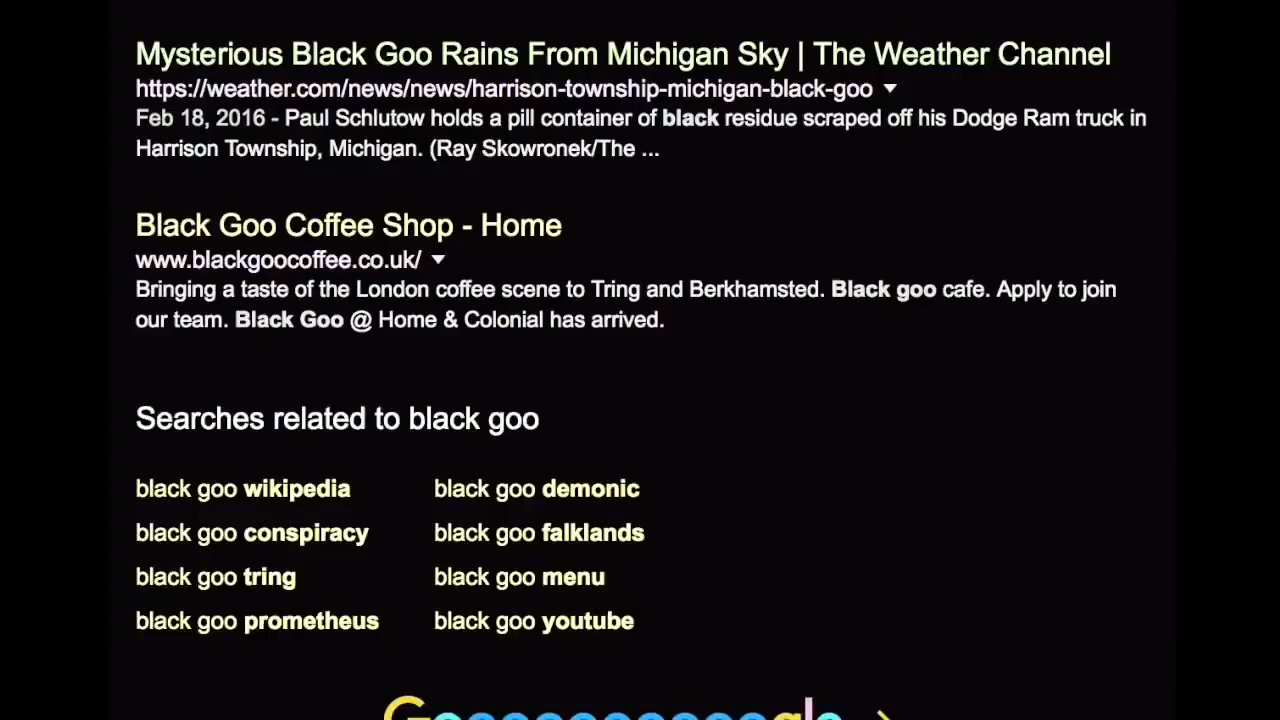 Mysterious Black Goo Rains From Michigan Sky | The Weather Channel
https://weather.com/news/news/harrison-township-michigan-black-goo
Feb 18, 2016 - Paul Schlutow holds a pill container of black residue scraped off his Dodge Ram truck in
Harrison Township, Michigan. (Ray Skowronek/The ...
Black Goo Coffee Shop - Home
www.blackgoocoffee.co.uk/
Bringing a taste of the London coffee scene to Tring and Berkhamsted. Black goo cafe. Apply to join
our team. Black Goo @ Home & Colonial has arrived.
Searches related to black goo
black goo wikipedia
black goo demonic
black goo conspiracy
black goo falklands
black goo tring
black goo menu
black goo prometheus
black goo youtube